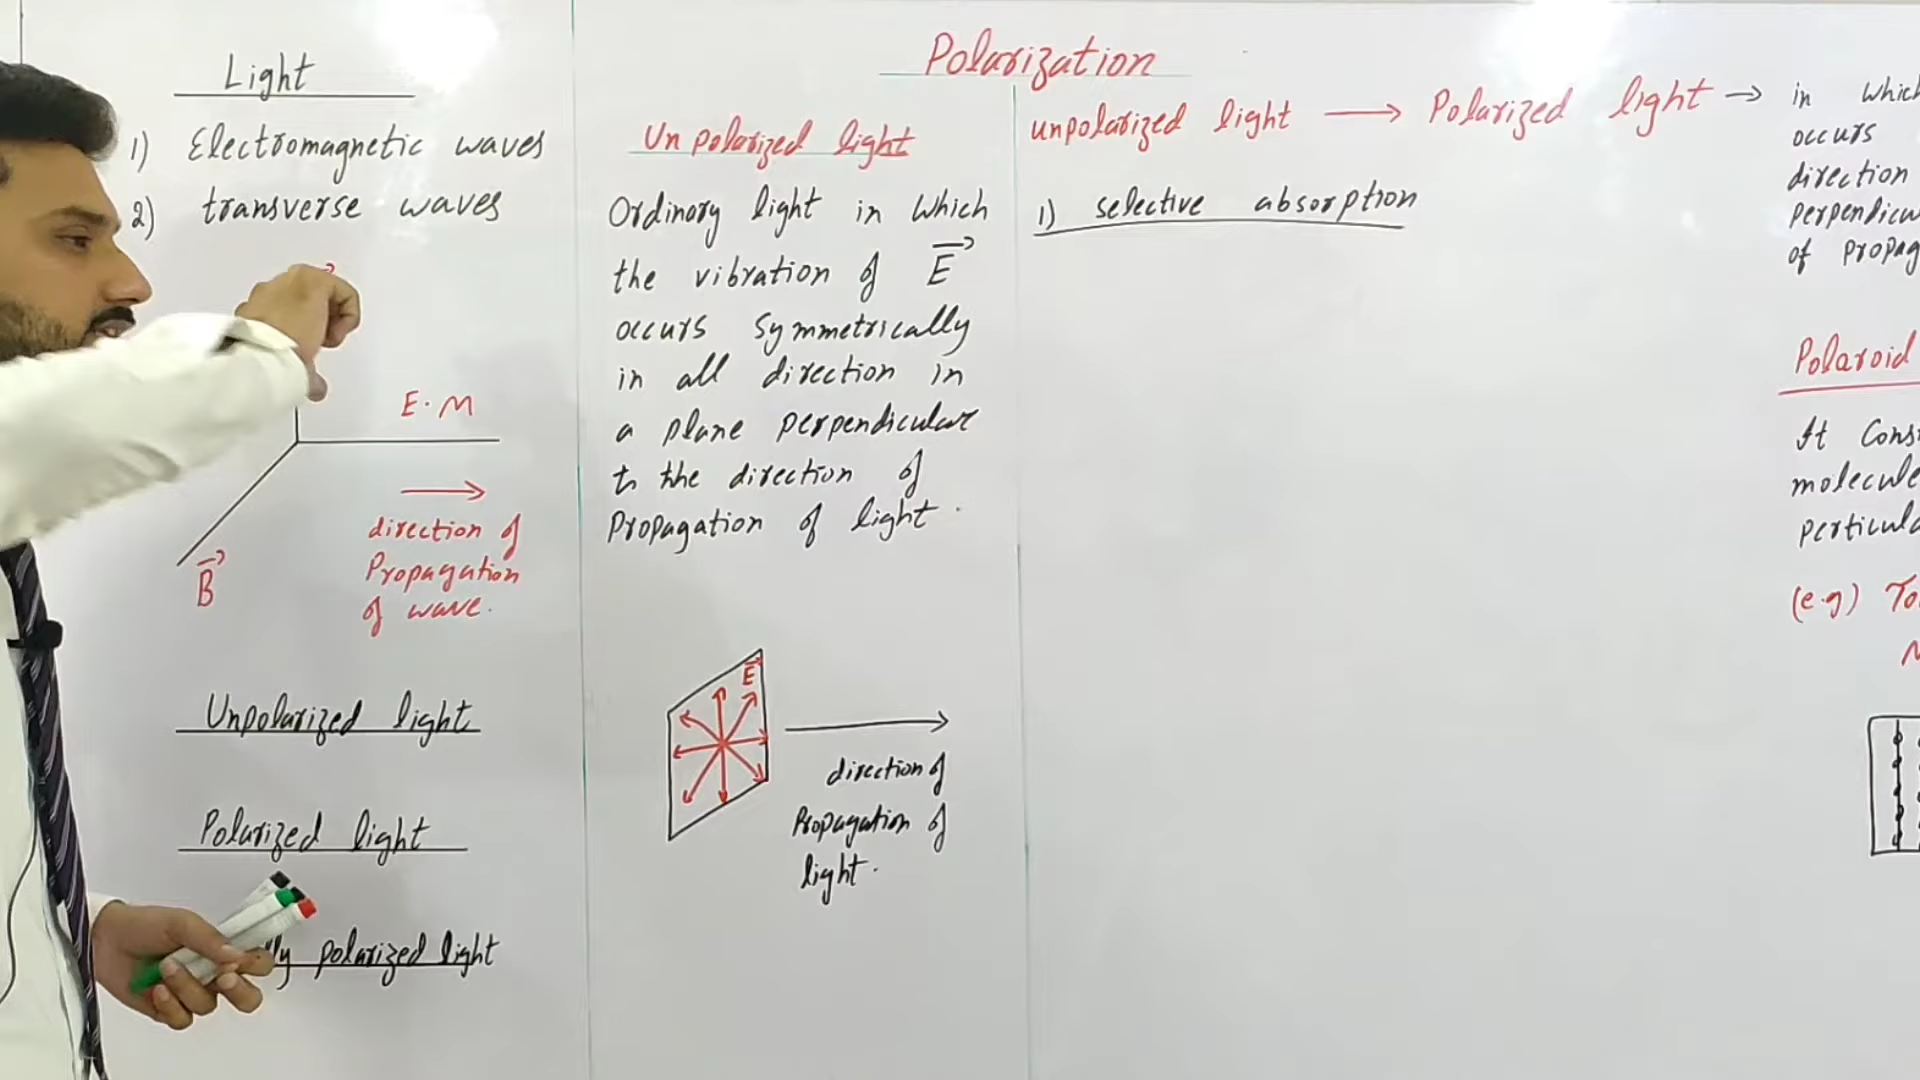 Polarization
Light
1) Electromagnetic waves
2) transverse waves
E.M
direction of
Propagation
of wave.
B
Unpolarized light
Polarized light
polarized light
Unpolarized light
Ordinary light in which
the vibration of E
occurs symmetrically
in all direction in
a plane perpendicular
to the direction of
Propagation of light.
E
direction of
Propagation of
light.
unpolarized light → Polarized light → in which
1) selective absorption
occurs
direction
of
Polaroid
It
(e.g)